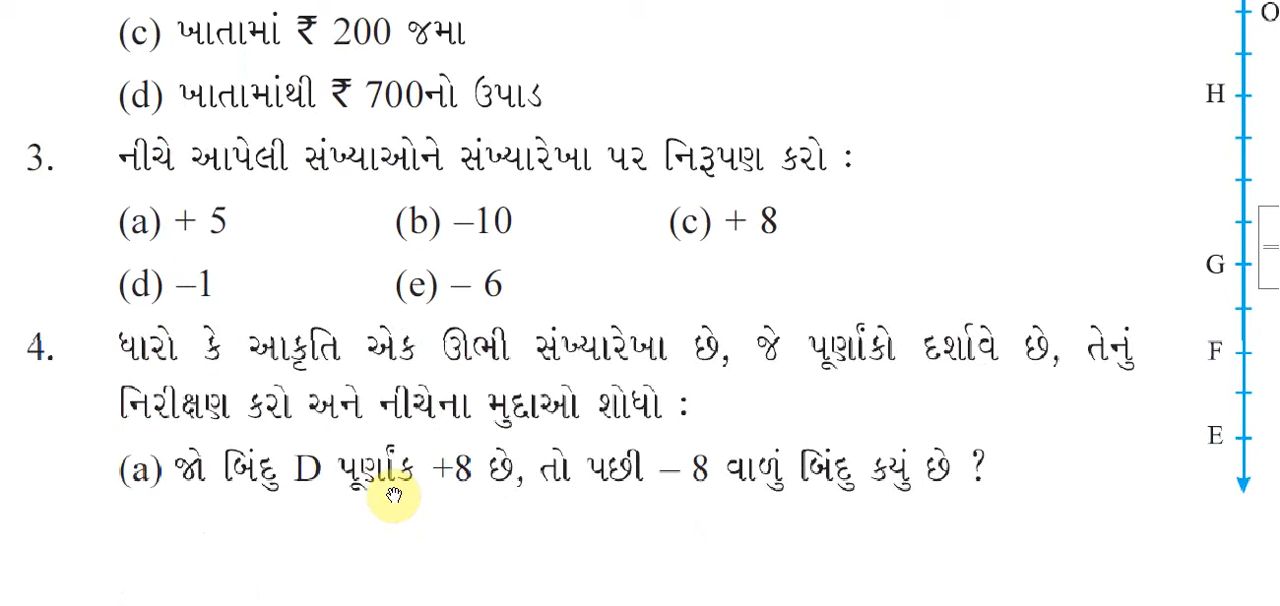 (c) ખાતામાં ₹ 200 જમા
O
(d) ખાતામાંથી ₹ 700નો ઉપાડ
H
3. નીચે આપેલી સંખ્યાઓને સંખ્યારેખા પર નિરૂપણ કરો :
(a) + 5 (b) –10 (c) + 8
G
(d) –1 (e) – 6
4. ધારો કે આકૃતિ એક ઊભી સંખ્યારેખા છે, જે પૂર્ણાંકો દર્શાવે છે, તેનું
F
નિરીક્ષણ કરો અને નીચેના મુદ્દાઓ શોધો :
E
(a) જો બિંદુ D પૂર્ણાંક +8 છે, તો પછી – 8 વાળું બિંદુ કયું છે ?